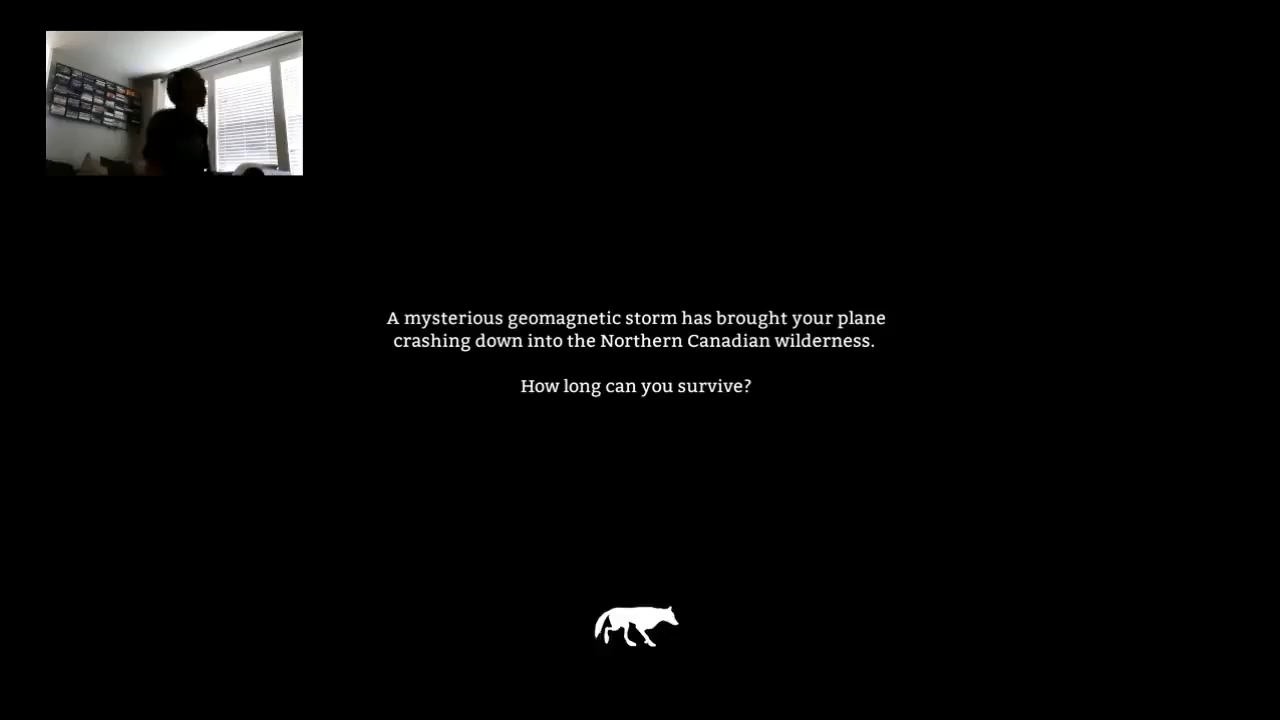 A mysterious geomagnetic storm has brought your plane
crashing down into the Northern Canadian wilderness.
How long can you survive?